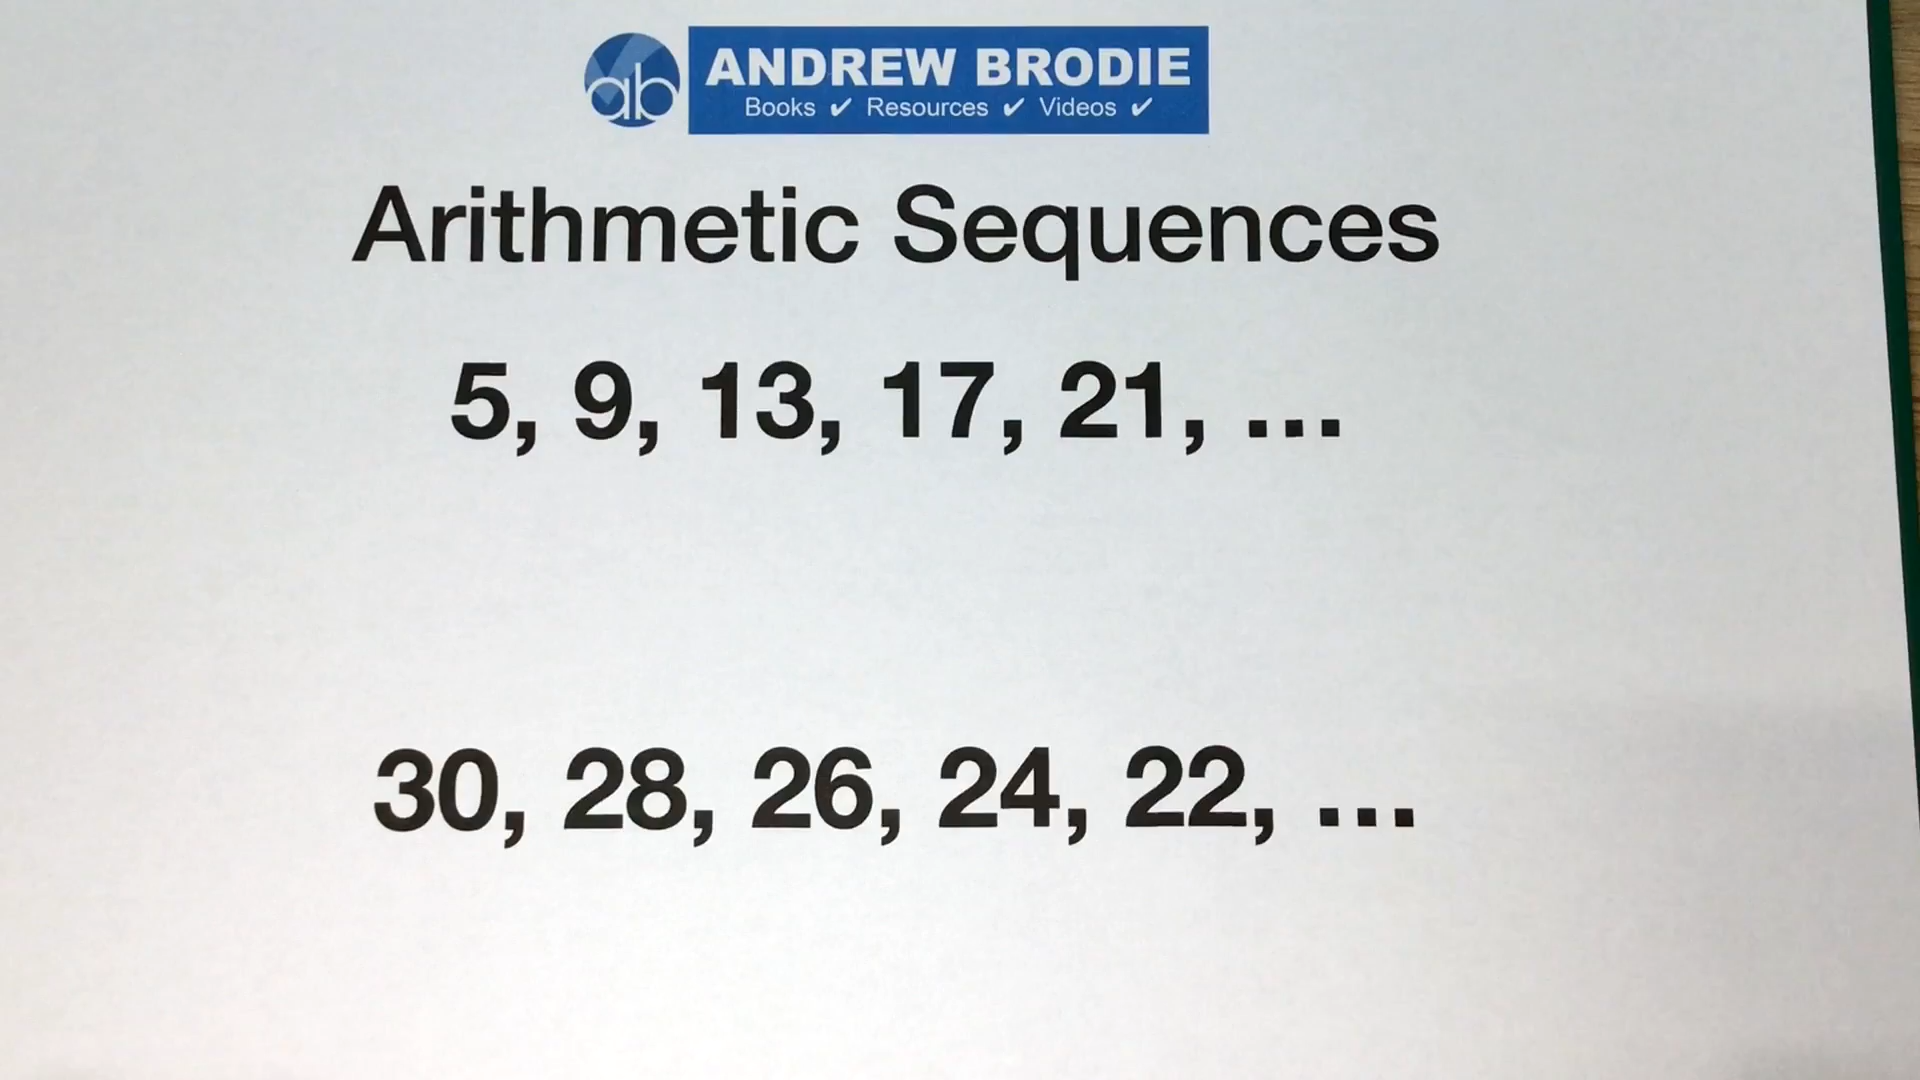 ab ANDREW BRODIE
Books ✔ Resources ✔ Videos ✔
Arithmetic Sequences
5, 9, 13, 17, 21, ...
30, 28, 26, 24, 22, ...